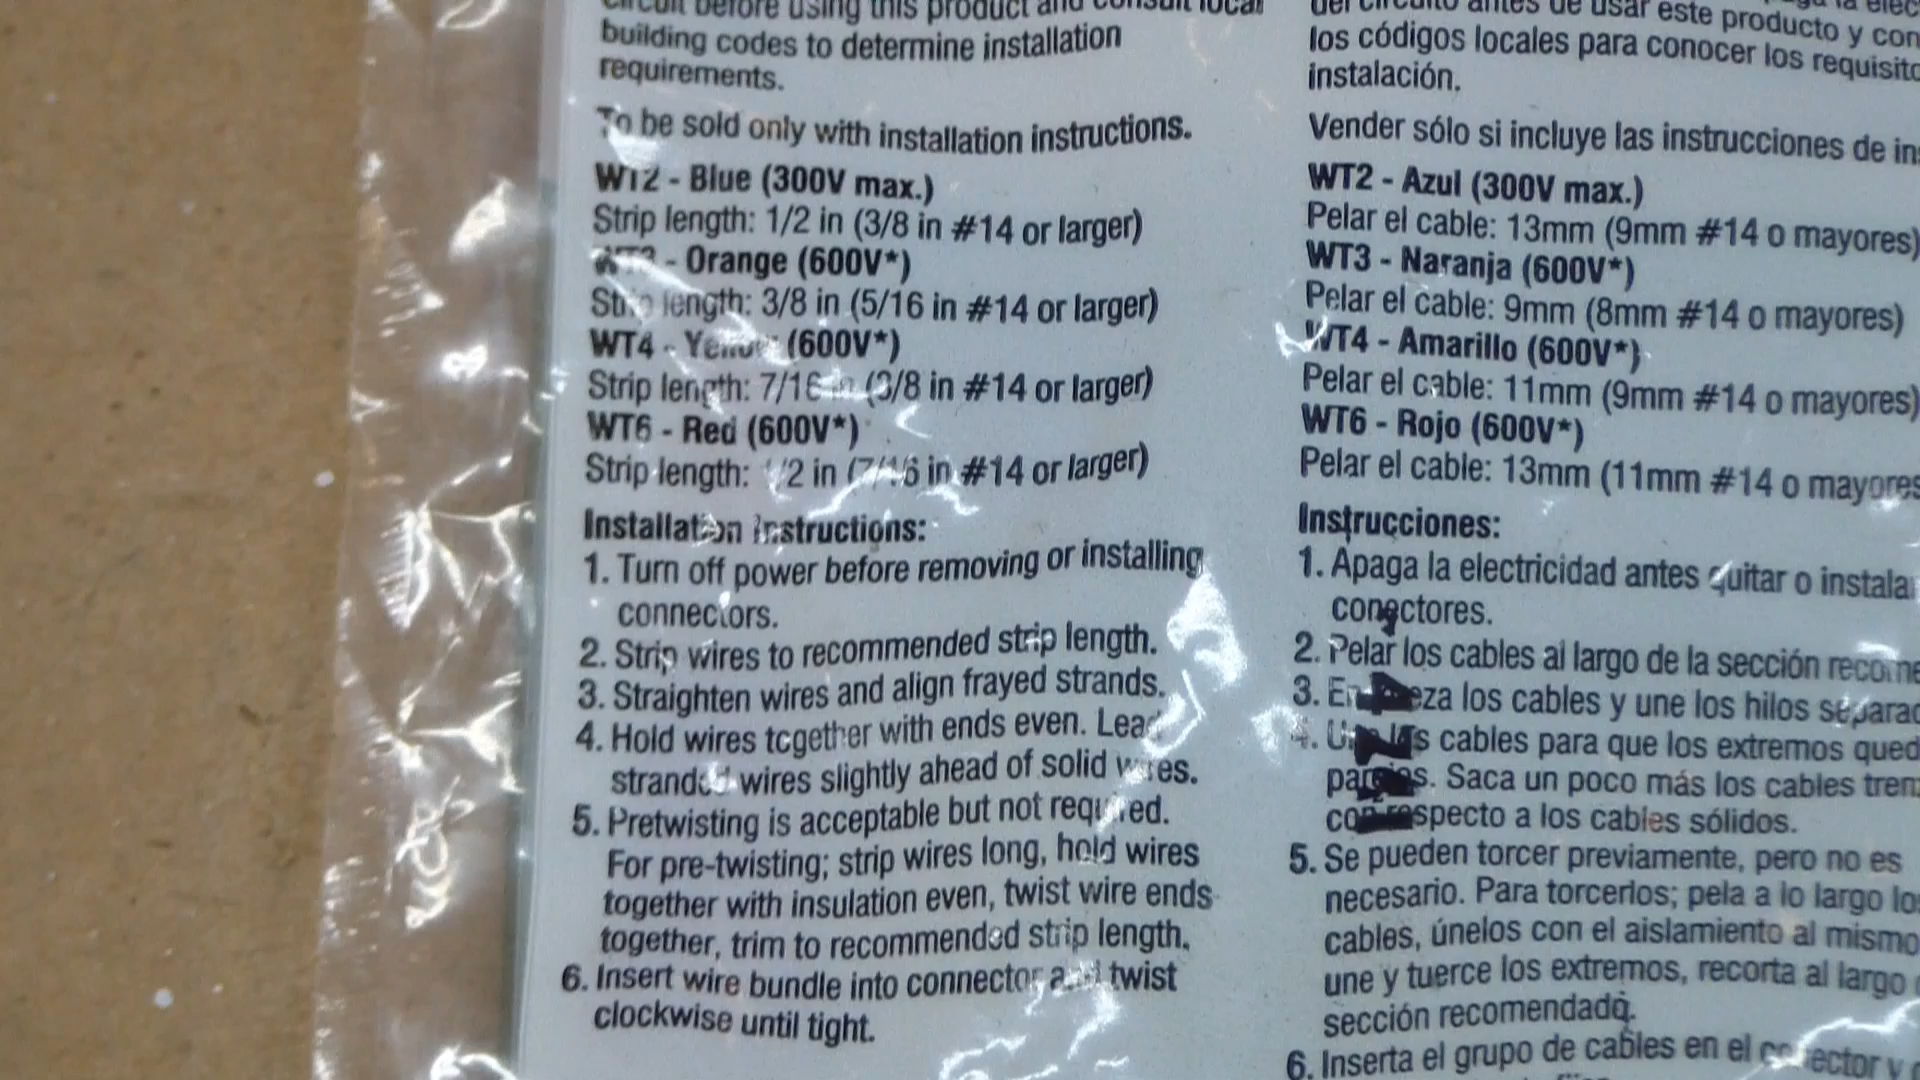 circuit before using this product and consult local
building codes to determine installation
requirements.
To be sold only with installation instructions.
WT2 - Blue (300V max.)
Strip length: 1/2 in (3/8 in #14 or larger)
WT3 - Orange (600V*)
Strip length: 3/8 in (5/16 in #14 or larger)
WT4 - Yellow (600V*)
Strip length: 7/16 in (3/8 in #14 or larger)
WT6 - Red (600V*)
Strip length: 1/2 in (7/16 in #14 or larger)
Installation Instructions:
1. Turn off power before removing or installing
connectors.
2. Strip wires to recommended strip length.
3. Straighten wires and align frayed strands.
4. Hold wires together with ends even. Lead
stranded wires slightly ahead of solid wires.
5. Pretwisting is acceptable but not required.
For pre-twisting; strip wires long, hold wires
together with insulation even, twist wire ends
together, trim to recommended strip length.
6. Insert wire bundle into connector and twist
clockwise until tight.
del circuito antes de usar este producto y con
los códigos locales para conocer los requisito
instalación.
Vender sólo si incluye las instrucciones de ins
WT2 - Azul (300V max.)
Pelar el cable: 13mm (9mm #14 o mayores)
WT3 - Naranja (600V*)
Pelar el cable: 9mm (8mm #14 o mayores)
WT4 - Amarillo (600V*)
Pelar el cable: 11mm (9mm #14 o mayores)
WT6 - Rojo (600V*)
Pelar el cable: 13mm (11mm #14 o mayores
Instrucciones:
1. Apaga la electricidad antes quitar o instalar
conectores.
2. Pelar los cables al largo de la sección recome
3. los cables y une los hilos separad
4. cables para que los extremos qued
parejos. Saca un poco más los cables tren
con respecto a los cables sólidos.
5. Se pueden torcer previamente, pero no es
necesario. Para torcerlos; pela a lo largo los
cables, únelos con el aislamiento al mismo
une y tuerce los extremos, recorta al largo
sección recomendada.
6. Inserta el grupo de cables en el conector y